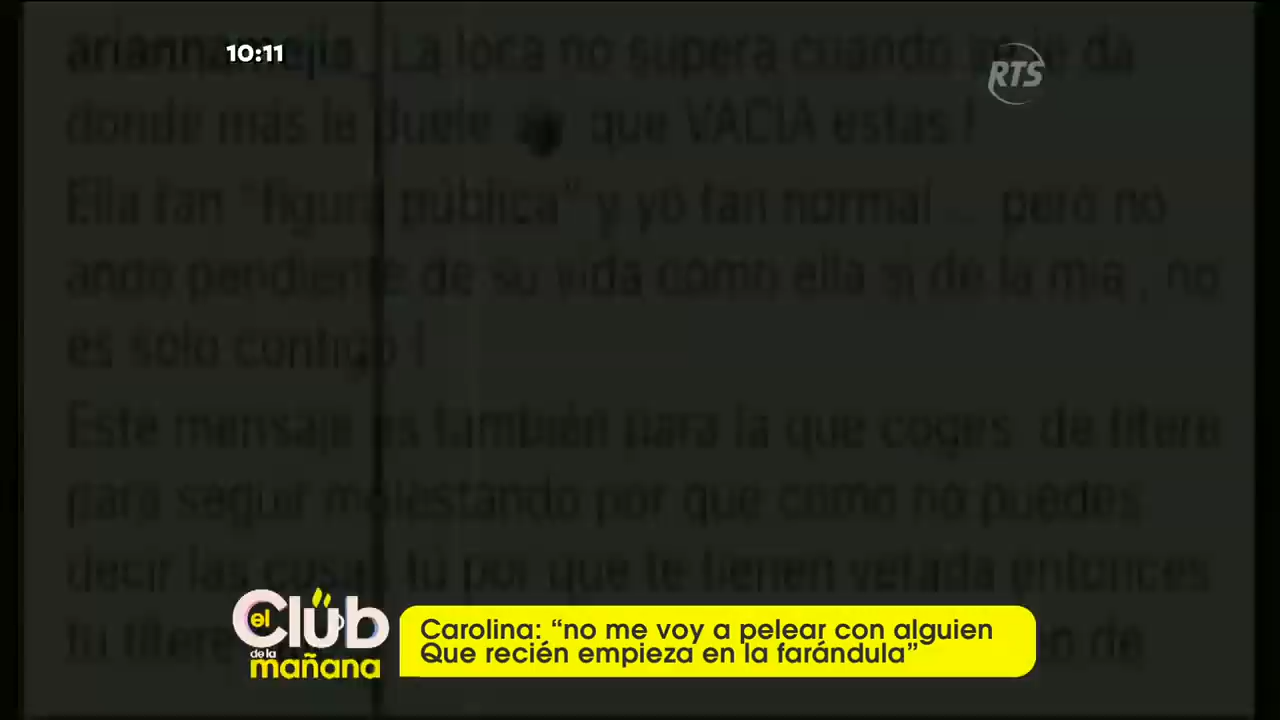 10:11
RTS
ariannamejia_ La loca no supera cuando se le da
donde más le duele que VACIA estas !
Ella tan "figura pública" y yo tan normal ... pero no
ando pendiente de su vida como ella si de la mia , no
es solo contigo !
Este mensaje es también para la que coges de títere
para seguir molestando por que como no puedes
decir las cosas tú por que te tienen vetada entonces
tu títere
de
el Club
de la
mañana
Carolina: “no me voy a pelear con alguien
Que recién empieza en la farándula”